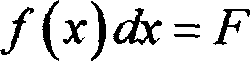 f(x)dx = F